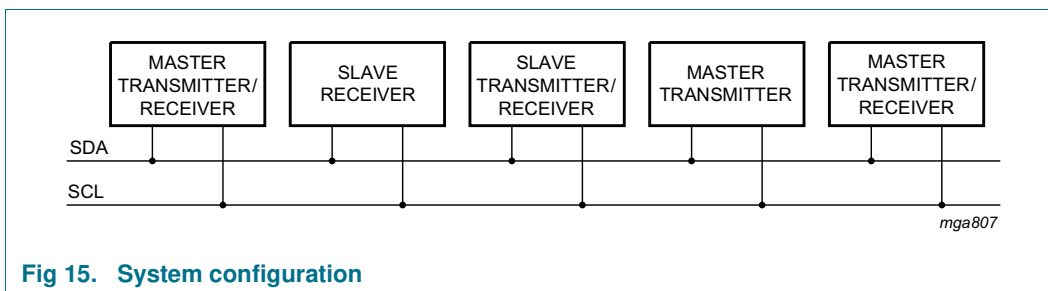 MASTER
TRANSMITTER/
RECEIVER
SLAVE
RECEIVER
SLAVE
TRANSMITTER/
RECEIVER
MASTER
TRANSMITTER
MASTER
TRANSMITTER/
RECEIVER
SDA
SCL
mga807
Fig 15. System configuration